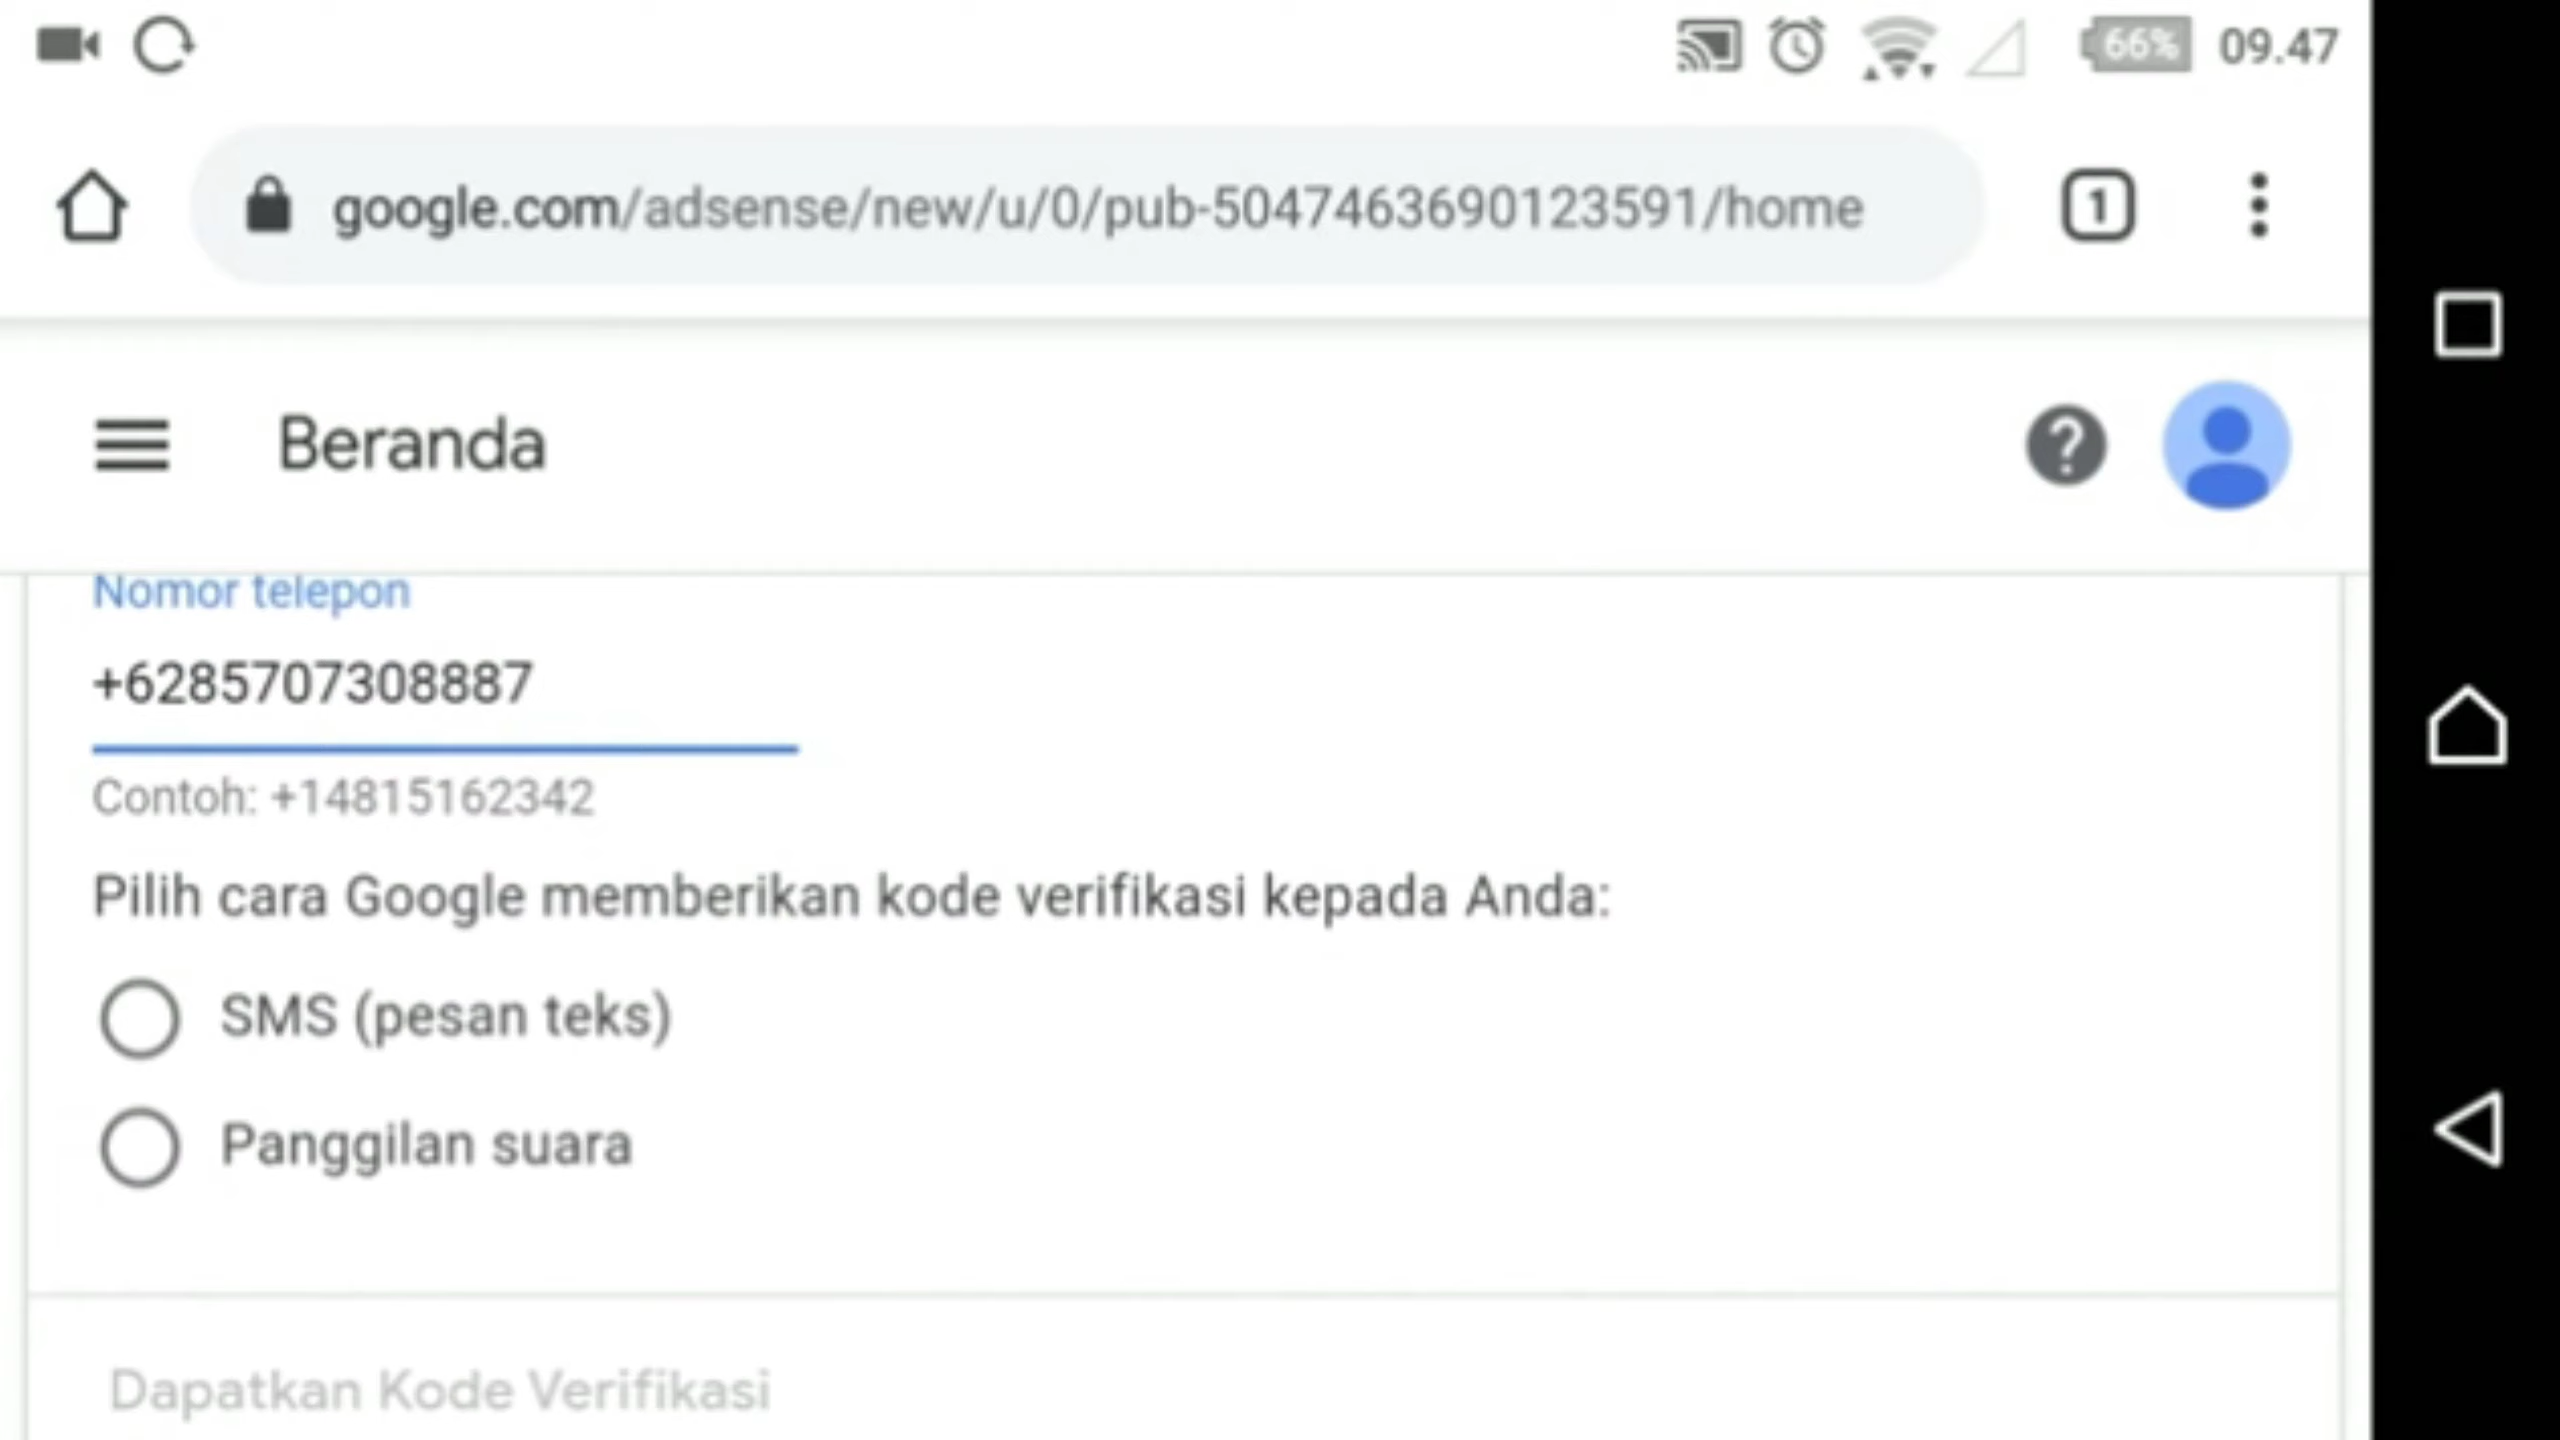 66% 09.47
google.com/adsense/new/u/0/pub-5047463690123591/home
1
Beranda
?
Nomor telepon
+6285707308887
Contoh: +14815162342
Pilih cara Google memberikan kode verifikasi kepada Anda:
SMS (pesan teks)
Panggilan suara
Dapatkan Kode Verifikasi